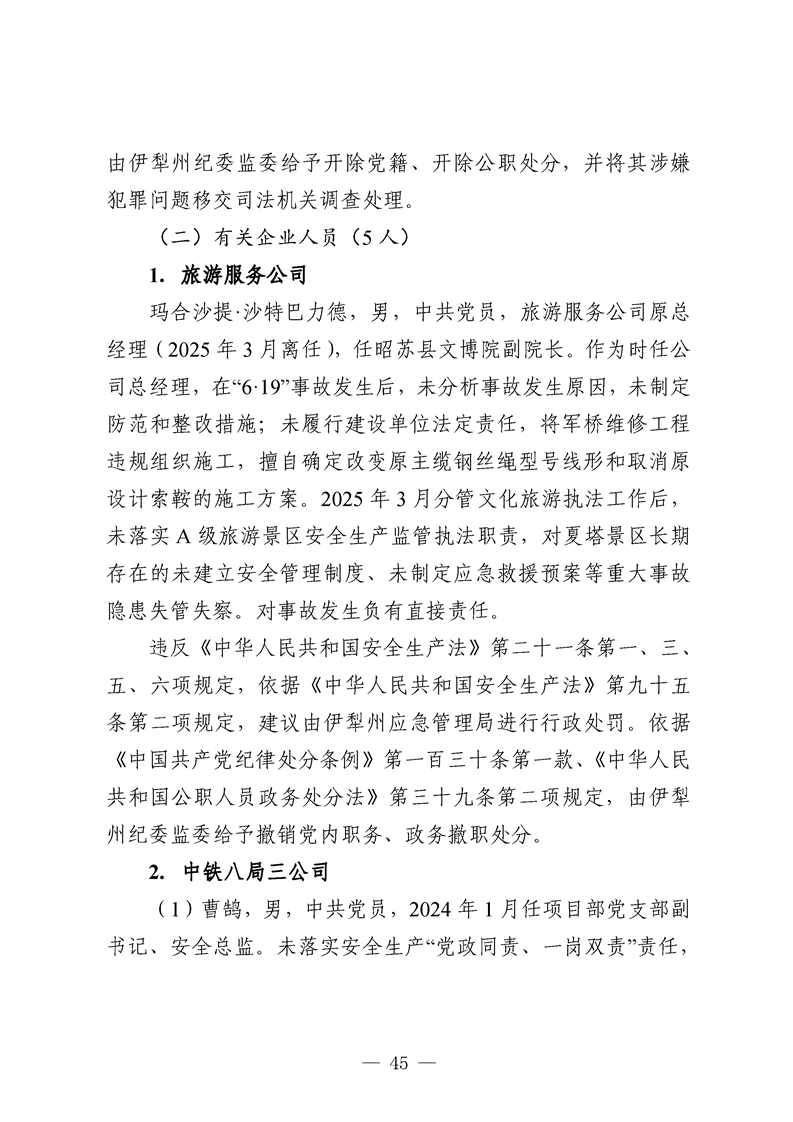 由伊犁州纪委监委给予开除党籍、开除公职处分，并将其涉嫌
犯罪问题移交司法机关调查处理。
（二）有关企业人员（5 人）
1. 旅游服务公司
玛合沙提·沙特巴力德，男，中共党员，旅游服务公司原总
经理（2025 年 3 月离任），任昭苏县文博院副院长。作为时任公
司总经理，在“6·19”事故发生后，未分析事故发生原因，未制定
防范和整改措施；未履行建设单位法定责任，将军桥维修工程
违规组织施工，擅自确定改变原主缆钢丝绳型号线形和取消原
设计索鞍的施工方案。2025 年 3 月分管文化旅游执法工作后，
未落实 A 级旅游景区安全生产监管执法职责，对夏塔景区长期
存在的未建立安全管理制度、未制定应急救援预案等重大事故
隐患失管失察。对事故发生负有直接责任。
违反《中华人民共和国安全生产法》第二十一条第一、三、
五、六项规定，依据《中华人民共和国安全生产法》第九十五
条第二项规定，建议由伊犁州应急管理局进行行政处罚。依据
《中国共产党纪律处分条例》第一百三十条第一款、《中华人民
共和国公职人员政务处分法》第三十九条第二项规定，由伊犁
州纪委监委给予撤销党内职务、政务撤职处分。
2. 中铁八局三公司
（1）曹鹄，男，中共党员，2024 年 1 月任项目部党支部副
书记、安全总监。未落实安全生产“党政同责、一岗双责”责任，
— 45 —